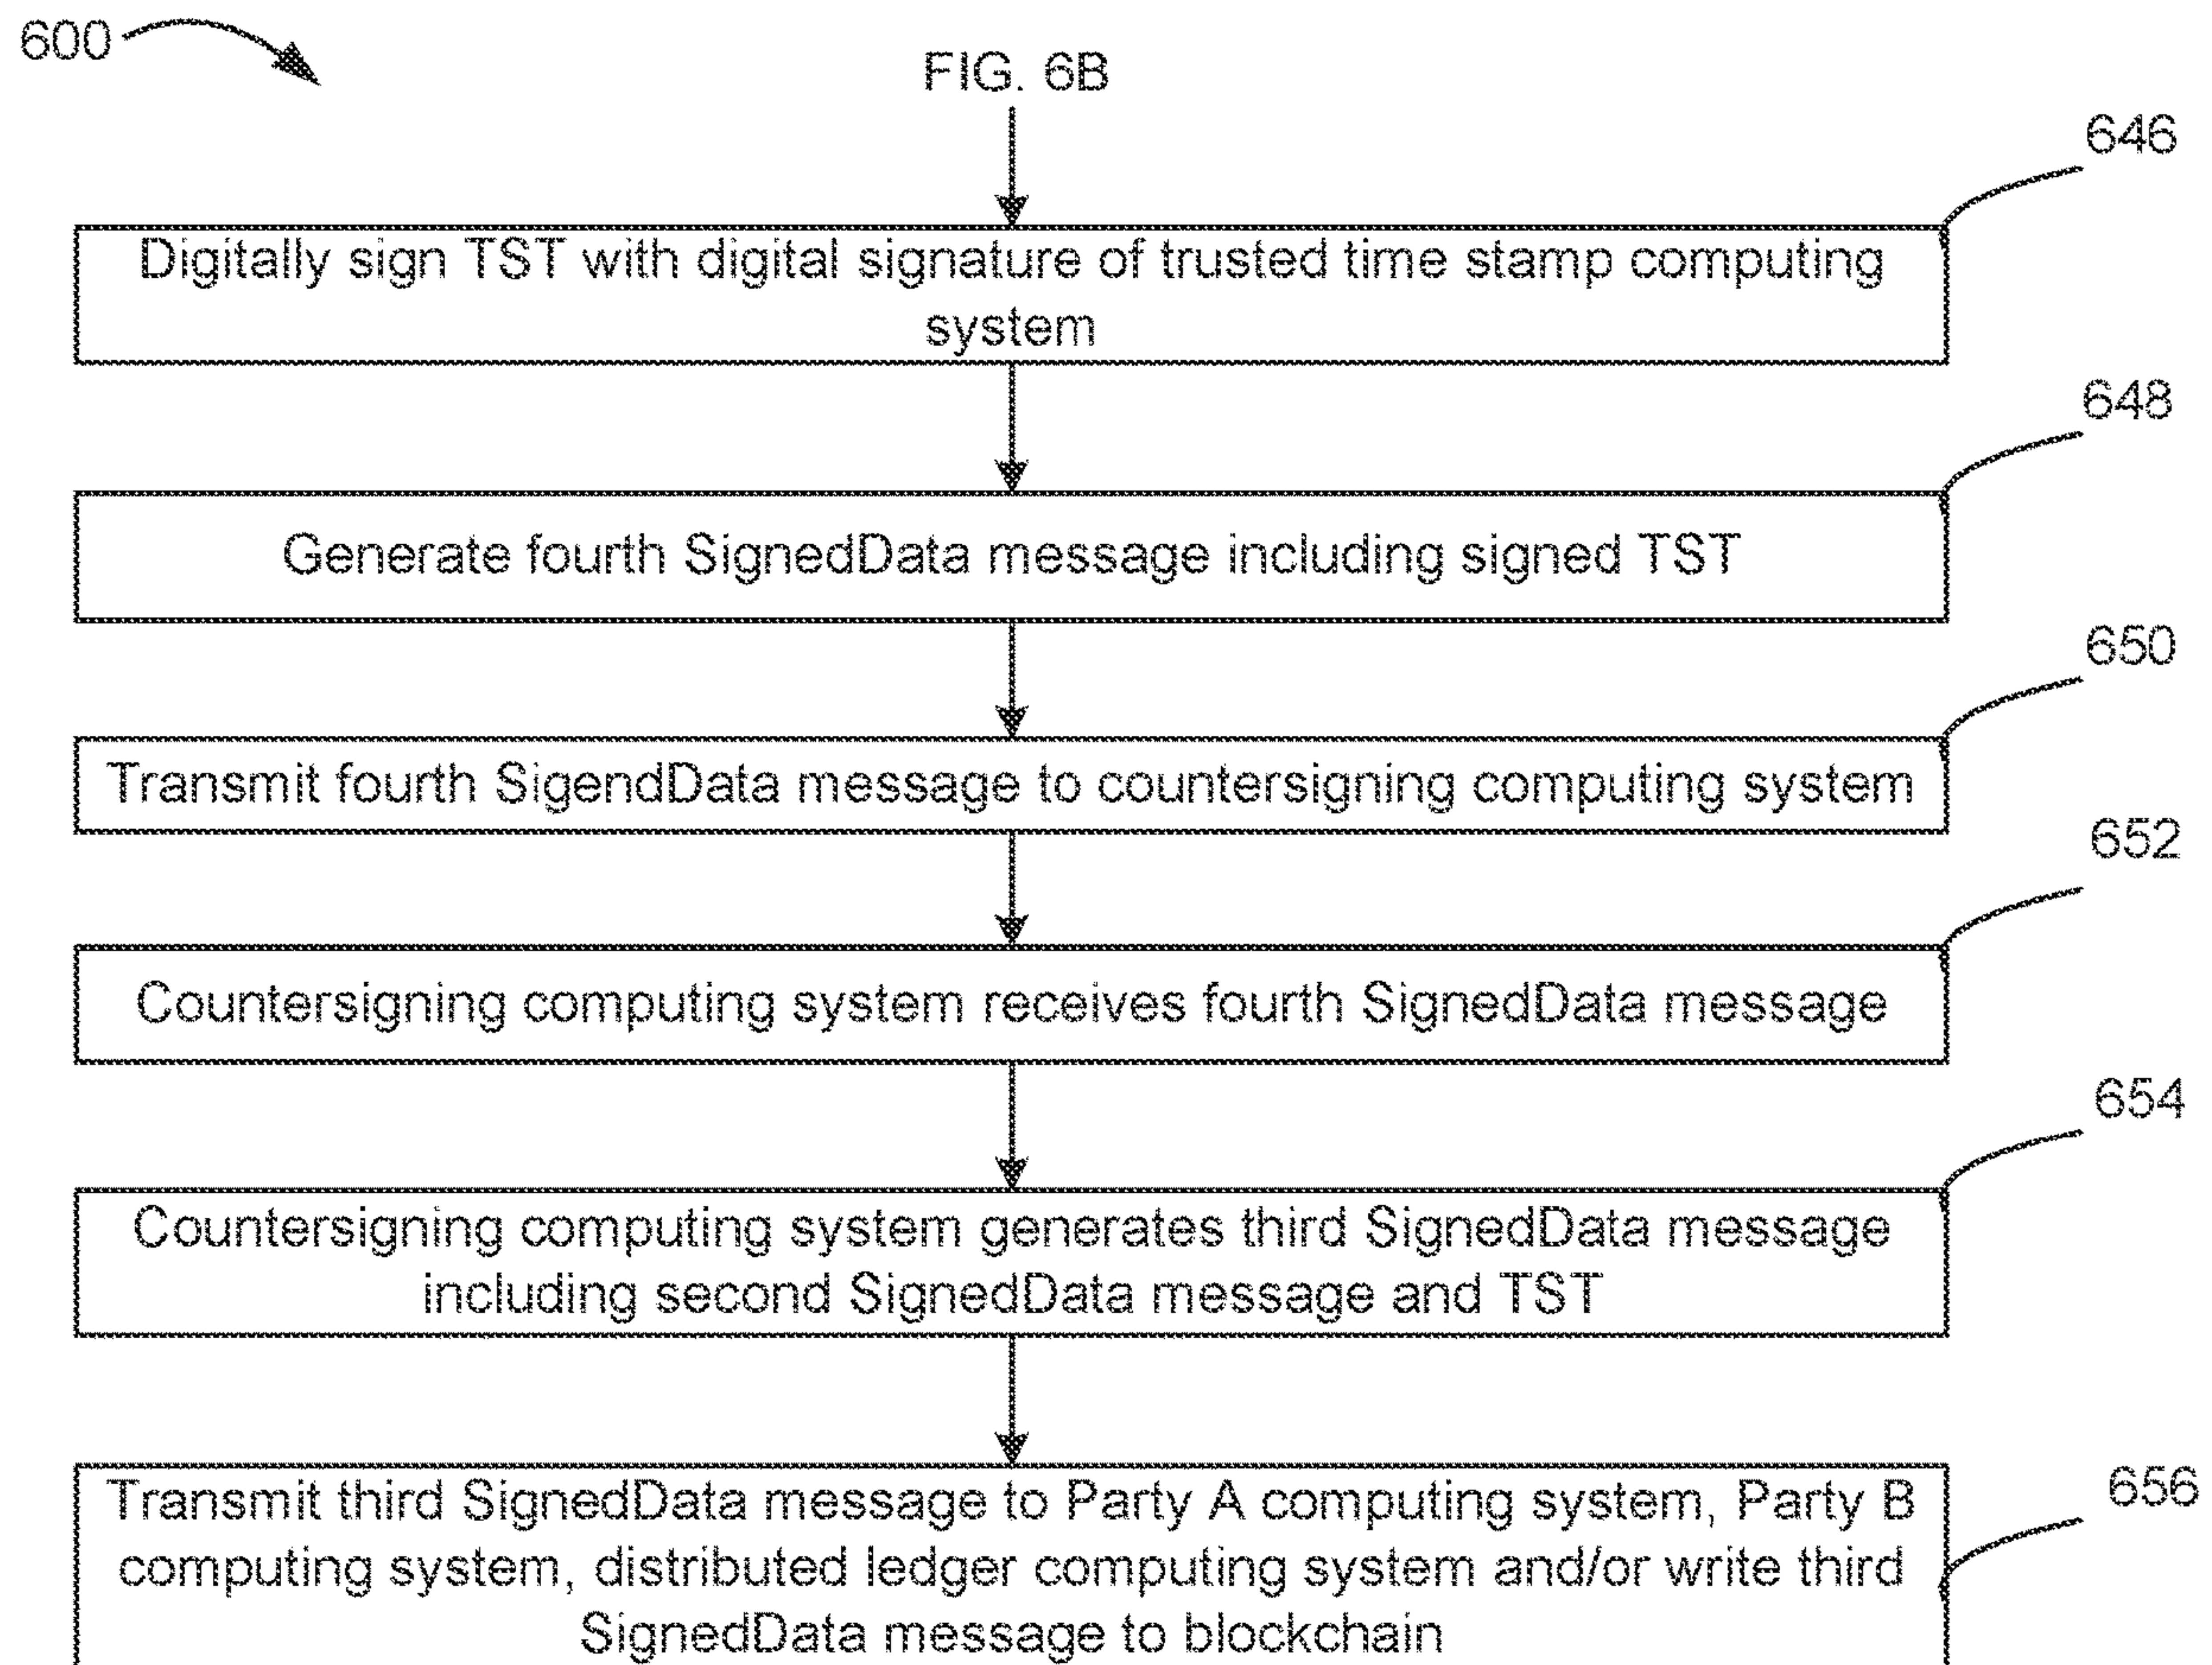 600
FIG. 6B
646
Digitally sign TST with digital signature of trusted time stamp computing
system
648
Generate fourth SignedData message including signed TST
650
Transmit fourth SigendData message to countersigning computing system
652
Countersigning computing system receives fourth SignedData message
654
Countersigning computing system generates third SignedData message
including second SignedData message and TST
656
Transmit third SignedData message to Party A computing system, Party B
computing system, distributed ledger computing system and/or write third
SignedData message to blockchain